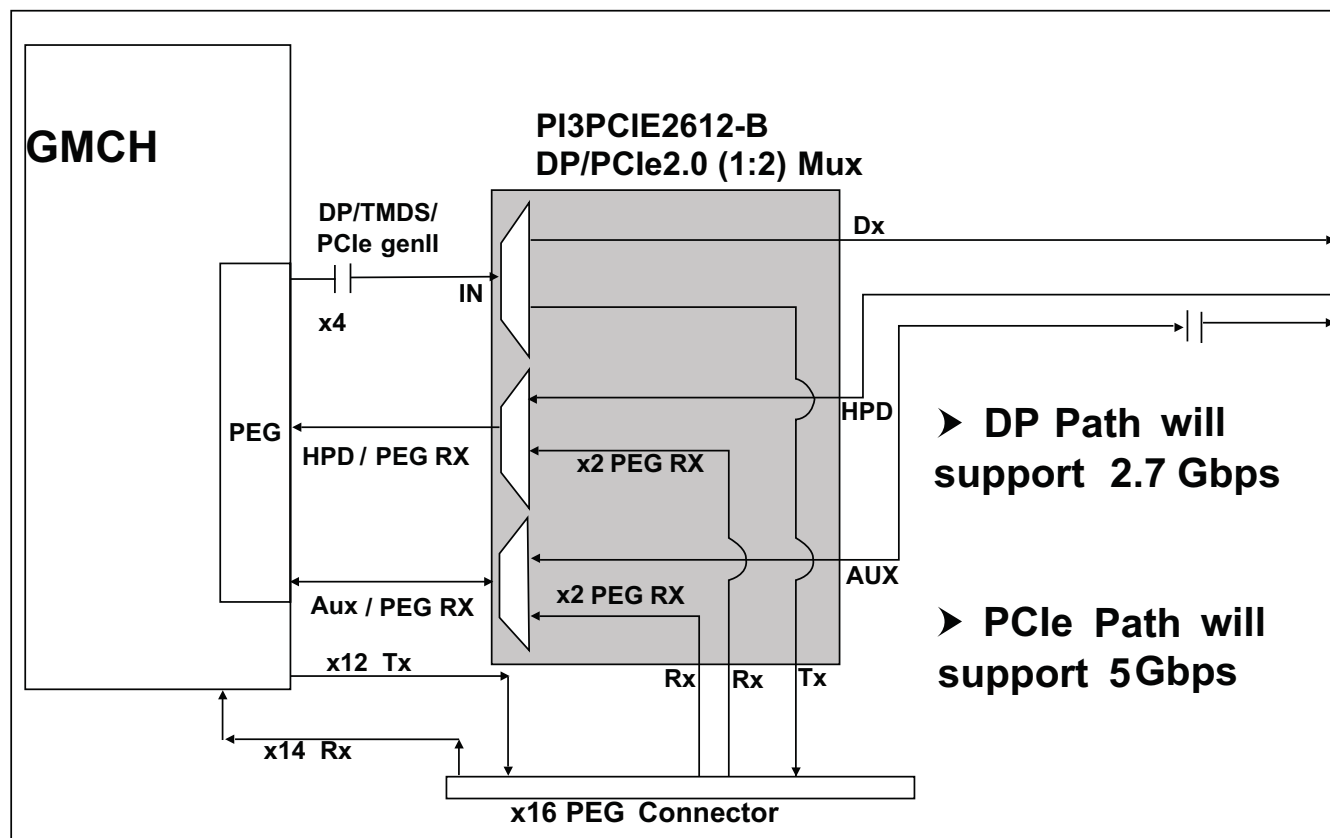 GMCH
PI3PCIE2612-B
DP/PCIe2.0 (1:2) Mux
DP/TMDS/
PCIe genII
x4
IN
Dx
PEG
HPD / PEG RX
x2 PEG RX
HPD
➤ DP Path will
support 2.7 Gbps
Aux / PEG RX
x2 PEG RX
AUX
➤ PCIe Path will
support 5Gbps
x12 Tx
Rx
Rx
Tx
x14 Rx
x16 PEG Connector